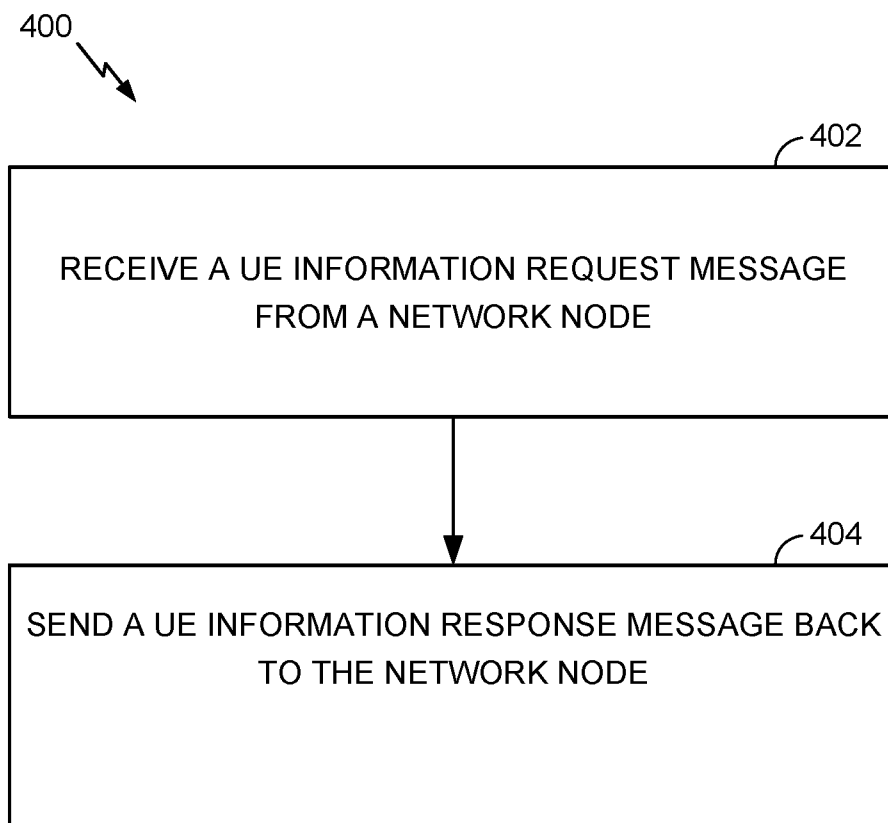 400
402
RECEIVE A UE INFORMATION REQUEST MESSAGE
FROM A NETWORK NODE
404
SEND A UE INFORMATION RESPONSE MESSAGE BACK
TO THE NETWORK NODE